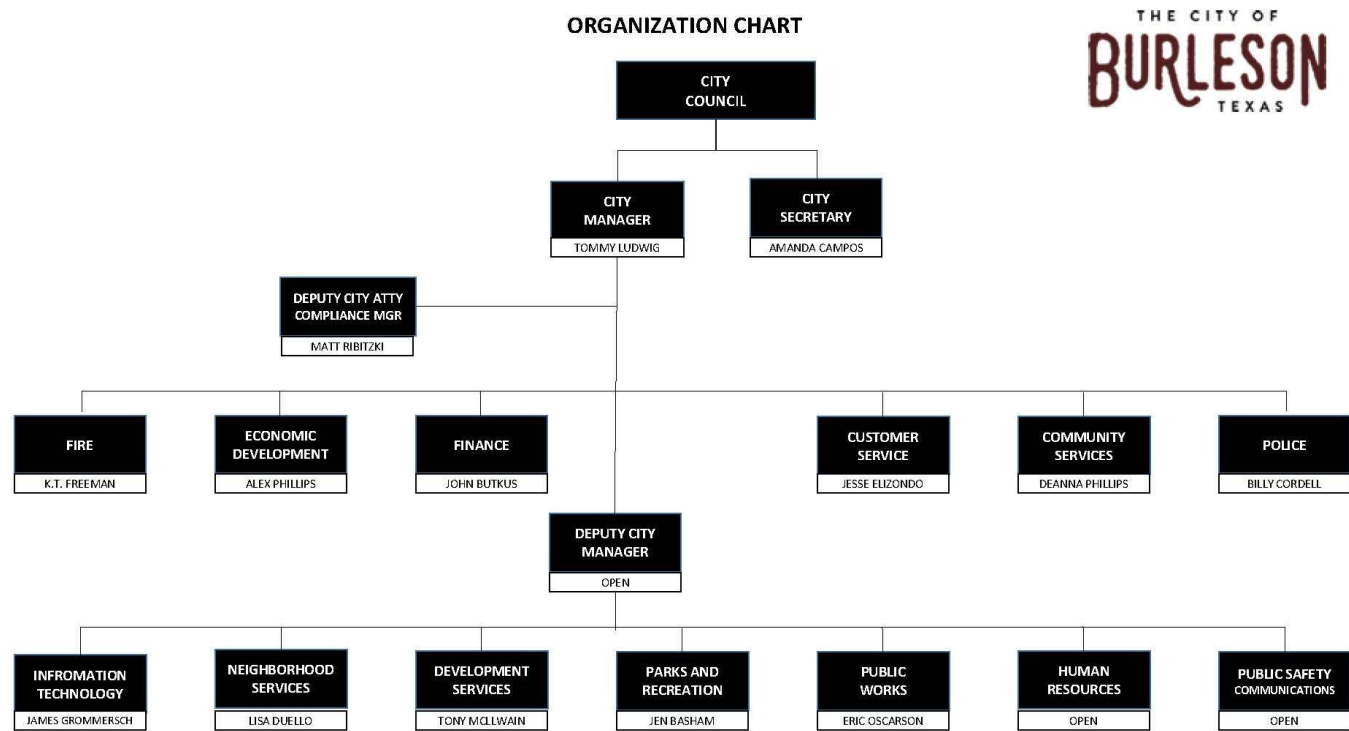 ORGANIZATION CHART
THE CITY OF
BURLESON
TEXAS
CITY
COUNCIL
CITY
MANAGER
TOMMY LUDWIG
CITY
SECRETARY
AMANDA CAMPOS
DEPUTY CITY ATTY
COMPLIANCE MGR
MATT RIBITZKI
FIRE
K.T. FREEMAN
ECONOMIC
DEVELOPMENT
ALEX PHILLIPS
FINANCE
JOHN BUTKUS
CUSTOMER
SERVICE
JESSE ELIZONDO
COMMUNITY
SERVICES
DEANNA PHILLIPS
POLICE
BILLY CORDELL
DEPUTY CITY
MANAGER
OPEN
INFROMATION
TECHNOLOGY
JAMES GROMMERSCH
NEIGHBORHOOD
SERVICES
LISA DUELLO
DEVELOPMENT
SERVICES
TONY MCLLWAIN
PARKS AND
RECREATION
JEN BASHAM
PUBLIC
WORKS
ERIC OSCARSON
HUMAN
RESOURCES
OPEN
PUBLIC SAFETY
COMMUNICATIONS
OPEN